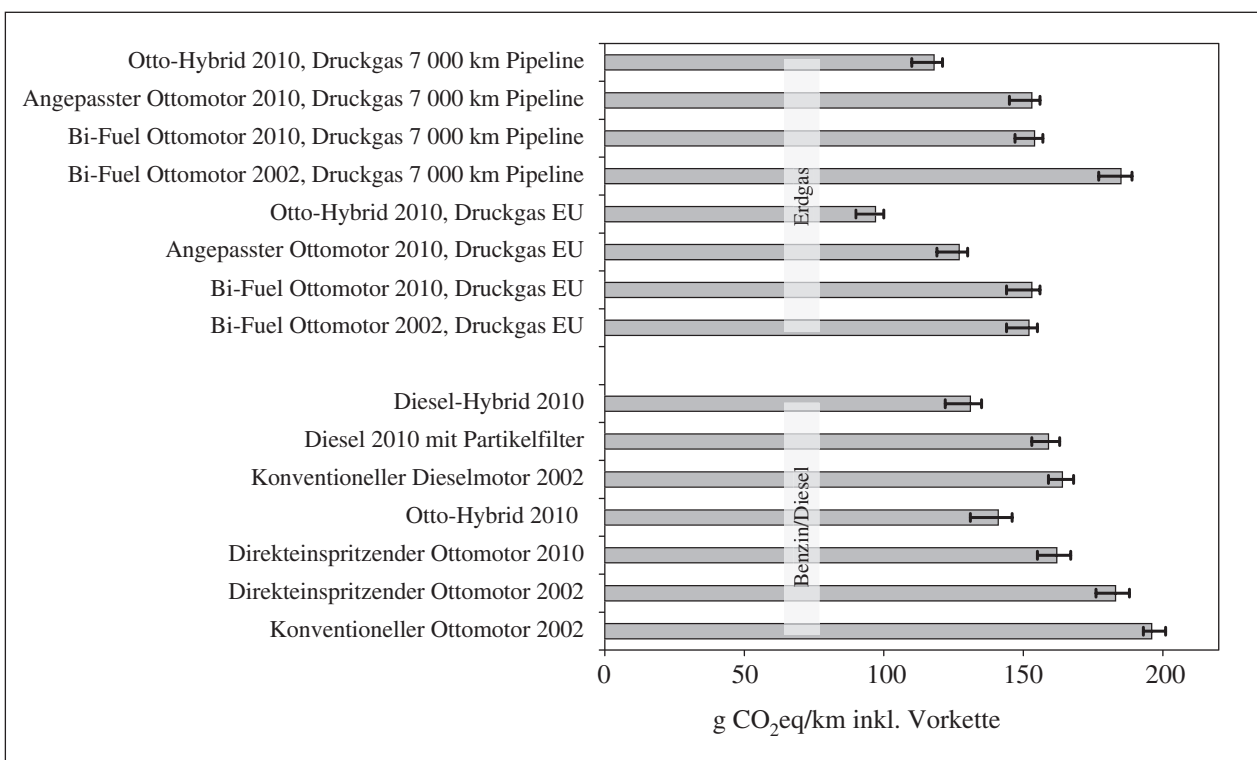 Otto-Hybrid 2010, Druckgas 7 000 km Pipeline
Angepasster Ottomotor 2010, Druckgas 7 000 km Pipeline
Bi-Fuel Ottomotor 2010, Druckgas 7 000 km Pipeline
Bi-Fuel Ottomotor 2002, Druckgas 7 000 km Pipeline
Otto-Hybrid 2010, Druckgas EU
Angepasster Ottomotor 2010, Druckgas EU
Bi-Fuel Ottomotor 2010, Druckgas EU
Bi-Fuel Ottomotor 2002, Druckgas EU
Erdgas
Diesel-Hybrid 2010
Diesel 2010 mit Partikelfilter
Konventioneller Dieselmotor 2002
Otto-Hybrid 2010
Direkteinspritzender Ottomotor 2010
Direkteinspritzender Ottomotor 2002
Konventioneller Ottomotor 2002
Benzin/Diesel
0 50 100 150 200
g CO₂eq/km inkl. Vorkette